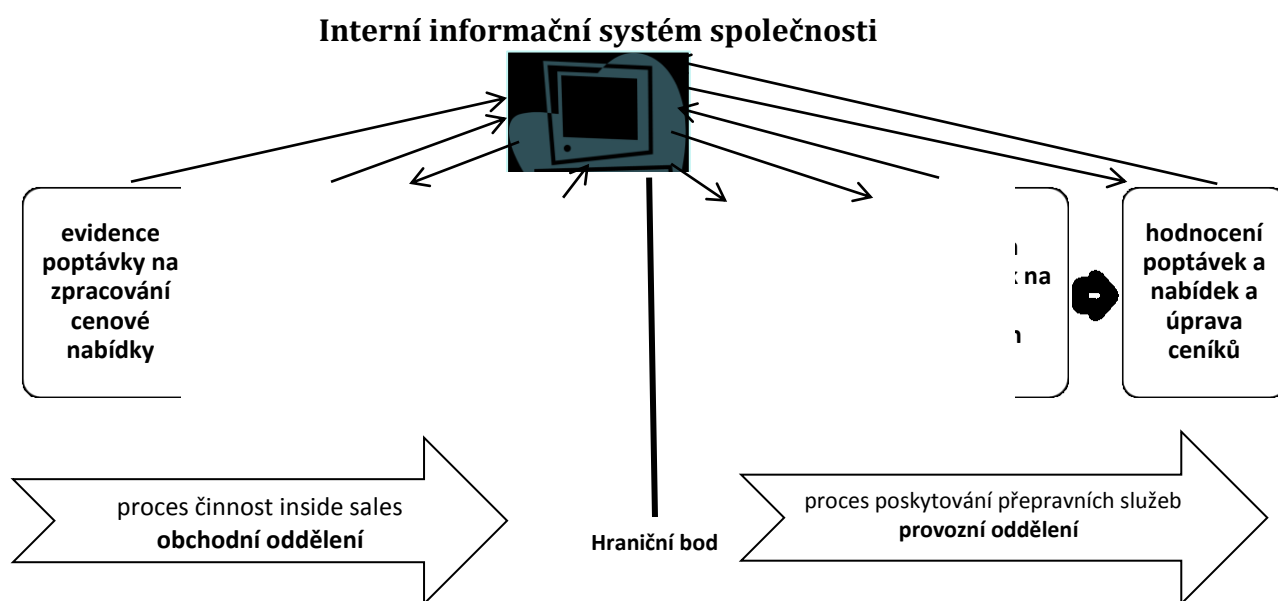 Interní informační systém společnosti
evidence
poptávky na
zpracování
cenové
nabídky
na
hodnocení
poptávek a
nabídek a
úprava
ceníků
proces činnost inside sales
obchodní oddělení
Hraniční bod
proces poskytování přepravních služeb
provozní oddělení